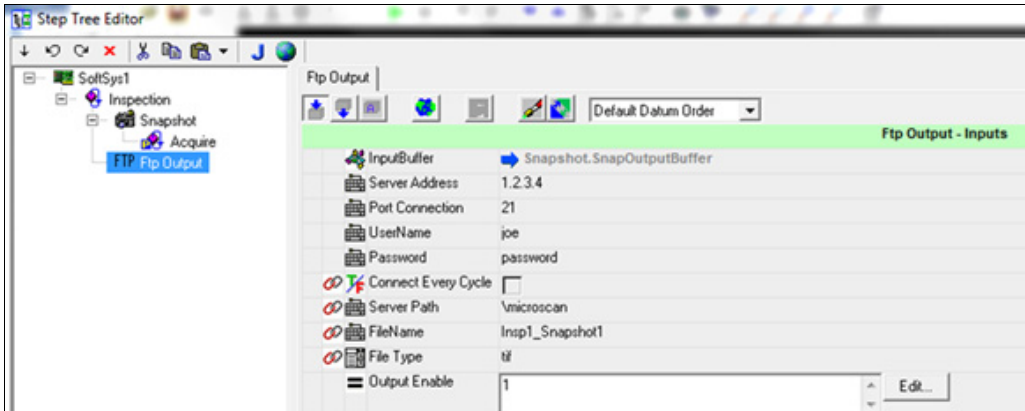 Step Tree Editor
J
SoftSys1
Inspection
Snapshot
Acquire
FTP Ftp Output
Ftp Output
A
Default Datum Order
Ftp Output - Inputs
InputBuffer Snapshot.SnapOutputBuffer
Server Address 1.2.3.4
Port Connection 21
UserName joe
Password password
T/F Connect Every Cycle
Server Path \microscan
FileName Insp1_Snapshot1
File Type tif
Output Enable 1 Edit...